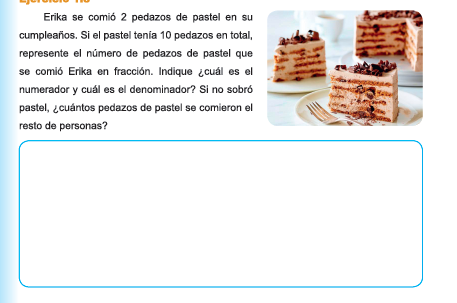 Erika se comió 2 pedazos de pastel en su
cumpleaños. Si el pastel tenía 10 pedazos en total,
represente el número de pedazos de pastel que
se comió Erika en fracción. Indique ¿cuál es el
numerador y cuál es el denominador? Si no sobró
pastel, ¿cuántos pedazos de pastel se comieron el
resto de personas?